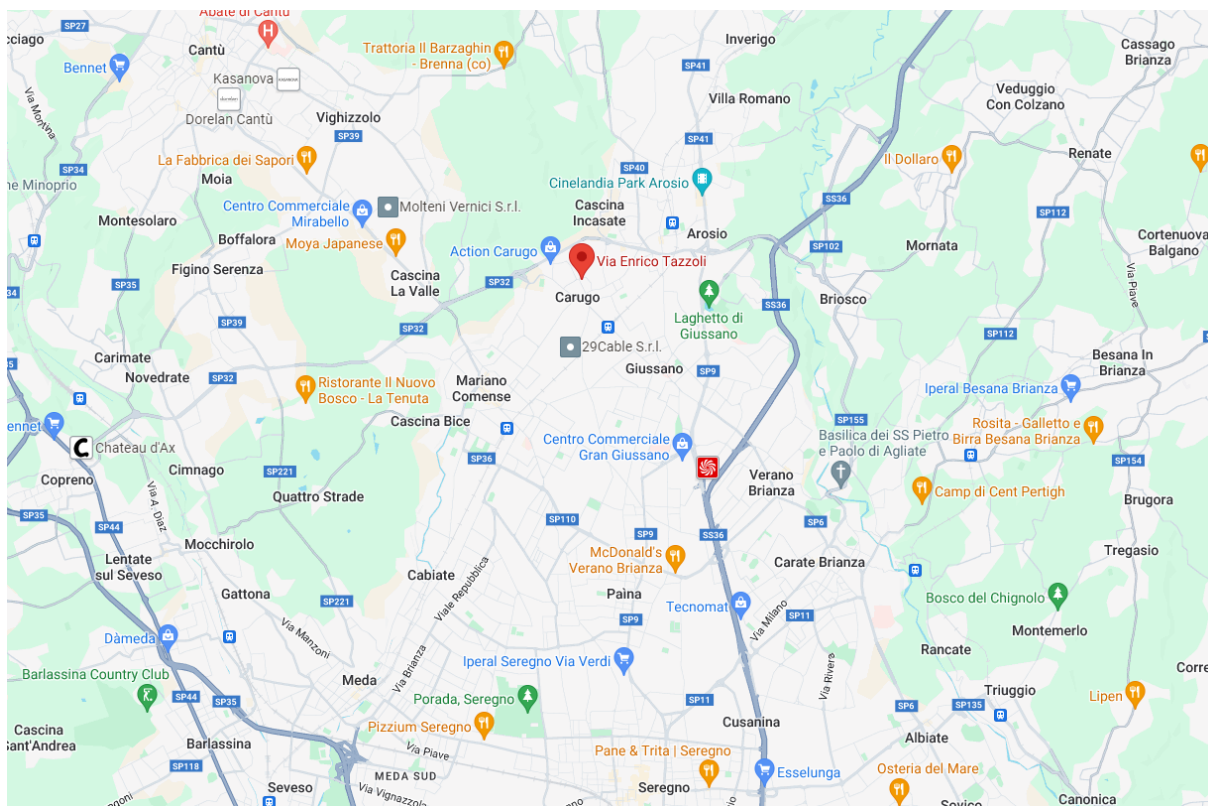 Abate di Cantù
SP27
cciago
Cantù
Trattoria Il Barzaghin
- Brenna (co)
Inverigo
Cassago
Brianza
Bennet
Kasanova
SP41
Veduggio
Con Colzano
Dorelan Cantù
Villa Romano
Via Montina
Vighizzolo
SP39
SP41
Il Dollaro
Renate
La Fabbrica dei Sapori
SP34
Moia
SP40
Cinelandia Park Arosio
ne Minoprio
Centro Commerciale
Mirabello
Molteni Vernici S.r.l.
Cascina
Incasate
SS36
SP112
Montesolaro
Boffalora
Moya Japanese
Action Carugo
Arosio
SP102
Mornata
Cortenuova
Balgano
Via Enrico Tazzoli
Figino Serenza
Cascina
La Valle
SP32
SP35
Carugo
SS36
Briosco
Via Piave
Laghetto di
Giussano
SP39
SP32
SP112
29Cable S.r.l.
Carimate
Novedrate
Besana In
Brianza
SP32
Giussano
SP9
Mariano
Comense
Ristorante Il Nuovo
Bosco - La Tenuta
Iperal Besana Brianza
Cascina Bice
SP155
ennet
Chateau d'Ax
Centro Commerciale
Gran Giussano
Basilica dei SS Pietro
e Paolo di Agliate
Rosita - Galletto e
Birra Besana Brianza
Cimnago
SP36
SP221
SP154
Copreno
Via A. Diaz
Quattro Strade
Verano
Brianza
Camp di Cent Pertigh
Brugora
SP35
SP44
SP110
SP6
SP9
SS36
Mocchirolo
McDonald's
Verano Brianza
Tregasio
Lentate
sul Seveso
Cabiate
Viale Repubblica
Carate Brianza
Gattona
SP221
Paìna
Bosco del Chignolo
Tecnomat
Via Milano
SP11
SP9
Montemerlo
Dàmeda
Via Manzoni
Via Brianza
Iperal Seregno Via Verdi
Rancate
Corre
Barlassina Country Club
Meda
Via Rivera
SP44
SP35
Porada, Seregno
SP11
Triuggio
Lipen
SP6
SP135
Cascina
Sant'Andrea
Pizzium Seregno
Cusanina
Albiate
Barlassina
Via Piave
Pane & Trita | Seregno
SP118
MEDA SUD
Esselunga
Osteria del Mare
Seveso
Via Vignazzola
Seregno
Sovico
Canonica